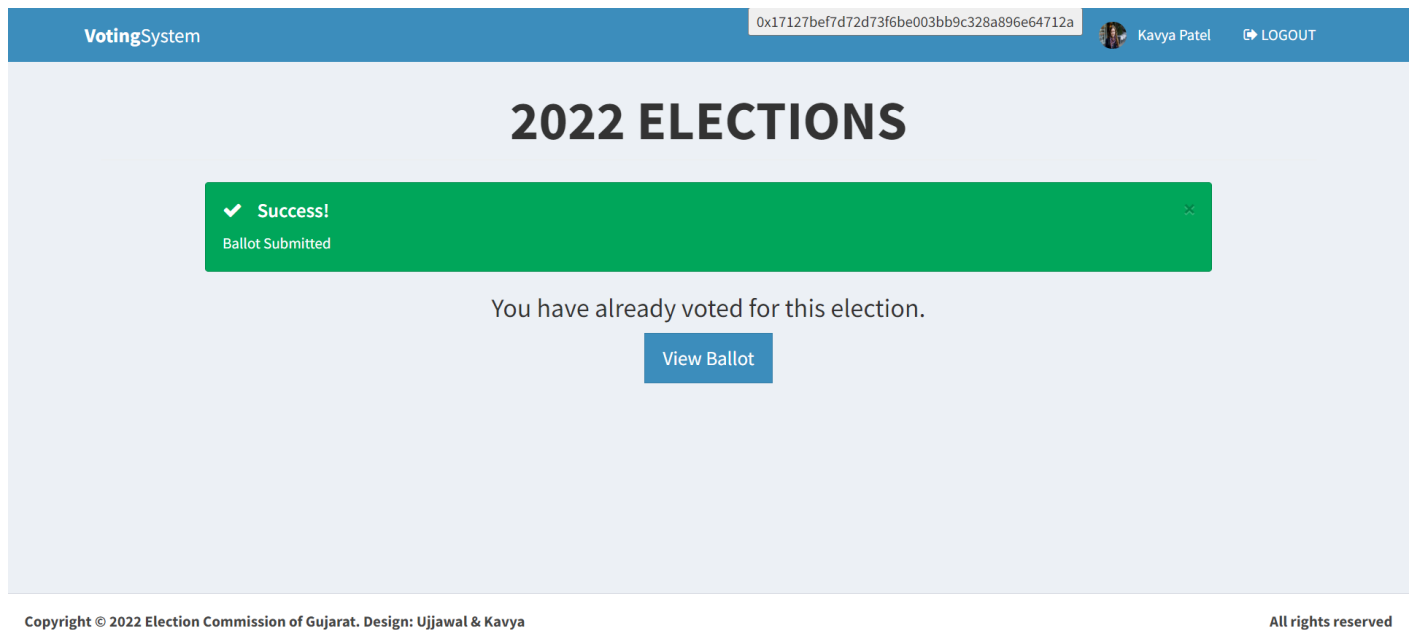 VotingSystem
0x17127bef7d72d73f6be003bb9c328a896e64712a
Kavya Patel
LOGOUT
2022 ELECTIONS
Success!
×
Ballot Submitted
You have already voted for this election.
View Ballot
Copyright © 2022 Election Commission of Gujarat. Design: Ujjawal & Kavya
All rights reserved